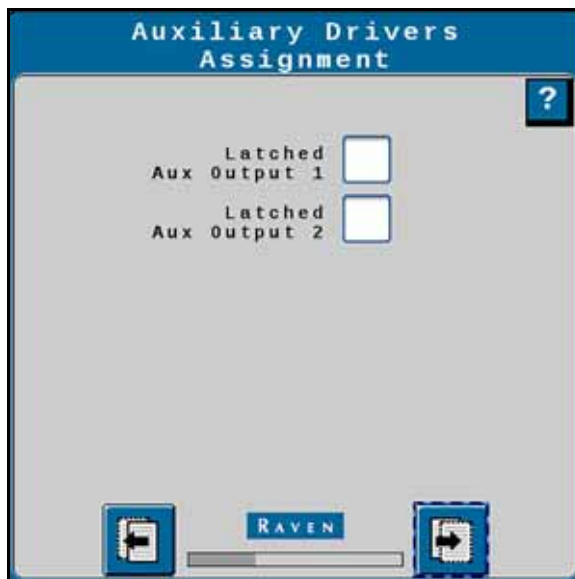 Auxiliary Drivers
Assignment
?
Latched
Aux Output 1
Latched
Aux Output 2
RAVEN